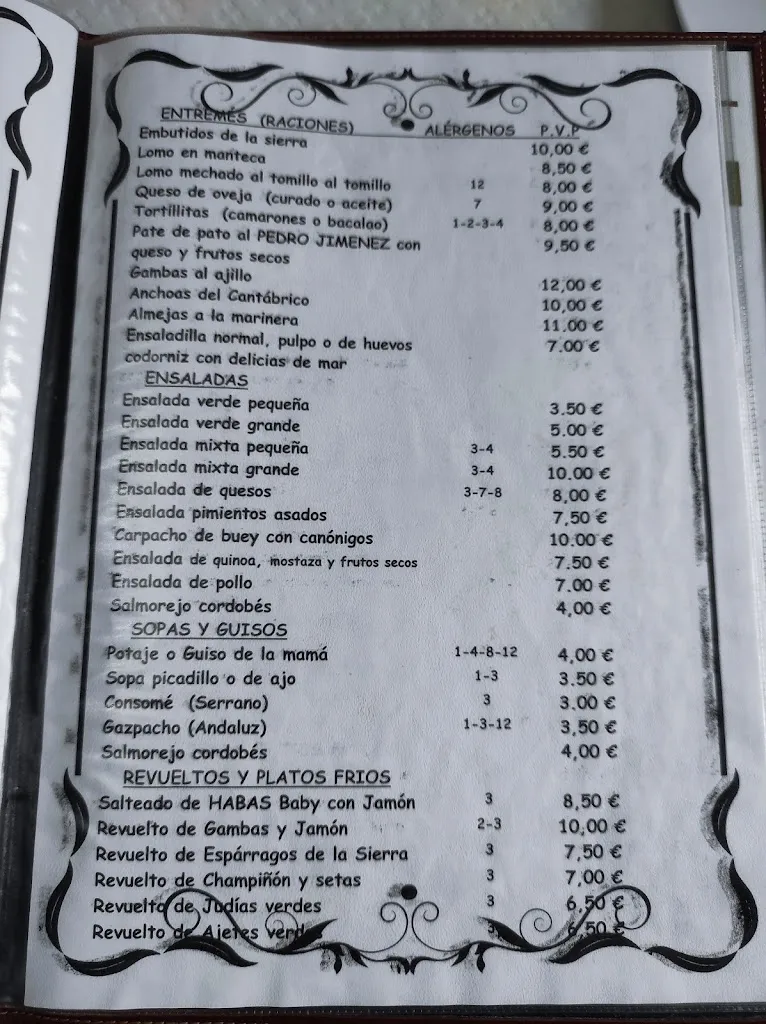 ENTREMÉS (RACIONES) ALÉRGENOS P.V.P
Embutidos de la sierra 10,00 €
Lomo en manteca 8,50 €
Lomo mechado al tomillo al tomillo 12 8,00 €
Queso de oveja (curado o aceite) 7 9,00 €
Tortillitas (camarones o bacalao) 1-2-3-4 8,00 €
Pate de pato al PEDRO JIMENEZ con 9,50 €
queso y frutos secos
Gambas al ajillo 12,00 €
Anchoas del Cantábrico 10,00 €
Almejas a la marinera 11.00 €
Ensaladilla normal, pulpo o de huevos 7.00 €
codorniz con delicias de mar
ENSALADAS
Ensalada verde pequeña 3.50 €
Ensalada verde grande 5.00 €
Ensalada mixta pequeña 3-4 5.50 €
Ensalada mixta grande 3-4 10.00 €
Ensalada de quesos 3-7-8 8,00 €
Ensalada pimientos asados 7,50 €
Carpacho de buey con canónigos 10.00 €
Ensalada de quinoa, mostaza y frutos secos 7.50 €
Ensalada de pollo 7.00 €
Salmorejo cordobés 4,00 €
SOPAS Y GUISOS
Potaje o Guiso de la mamá 1-4-8-12 4,00 €
Sopa picadillo o de ajo 1-3 3.50 €
Consomé (Serrano) 3 3.00 €
Gazpacho (Andaluz) 1-3-12 3,50 €
Salmorejo cordobés 4,00 €
REVUELTOS Y PLATOS FRIOS
Salteado de HABAS Baby con Jamón 3 8,50 €
Revuelto de Gambas y Jamón 2-3 10,00 €
Revuelto de Espárragos de la Sierra 3 7,50 €
Revuelto de Champiñón y setas 3 7,00 €
Revuelto de Judías verdes 3 6,50 €
Revuelto de Ajetes verdes 3 6,50 €